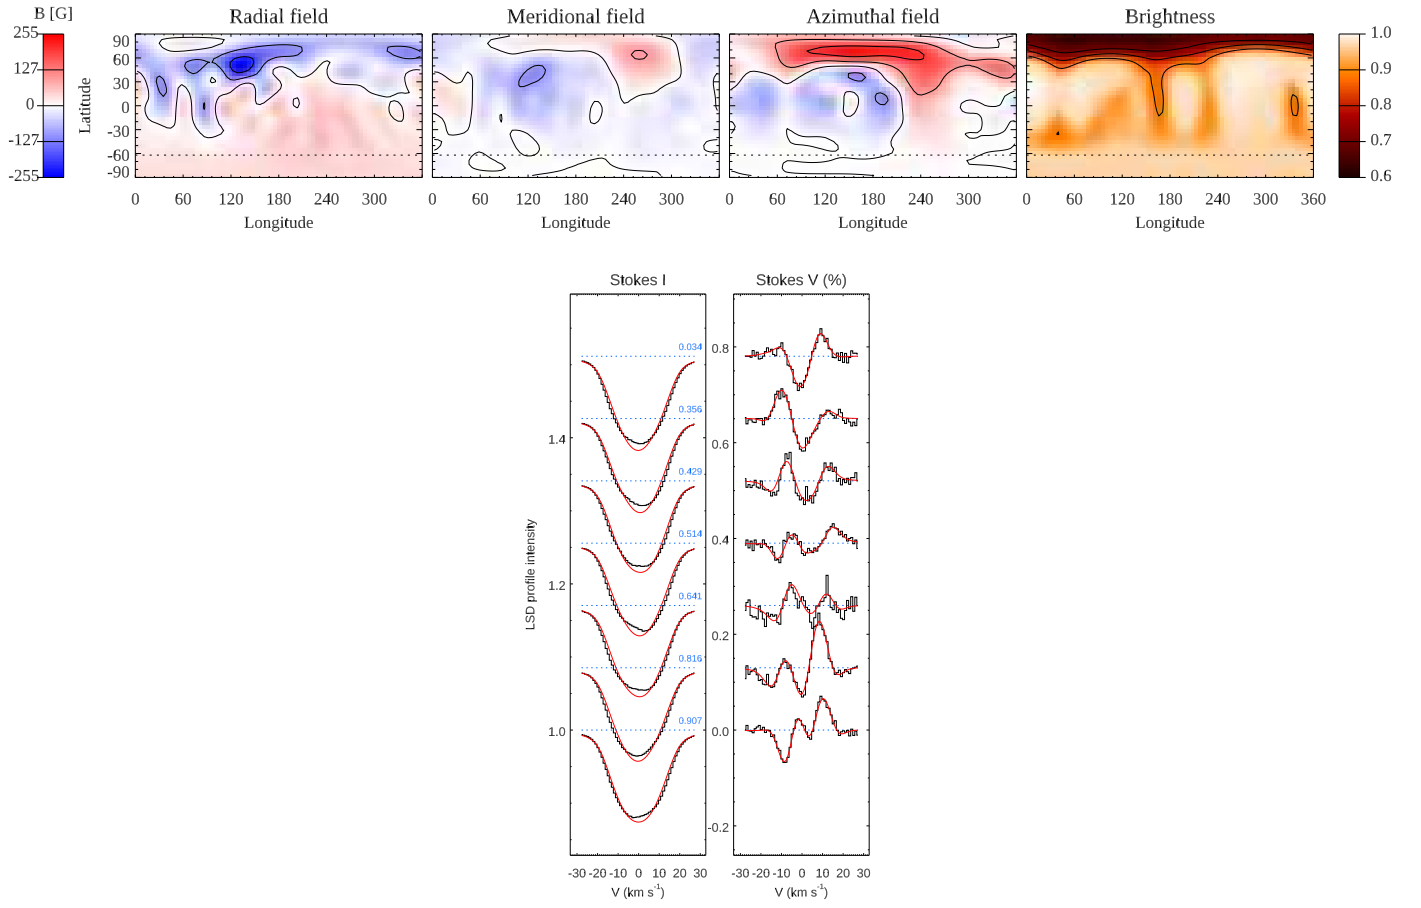 B [G]
Radial field
Meridional field
Azimuthal field
Brightness
255
127
0
-127
-255
Latitude
90
60
30
0
-30
-60
-90
1.0
0.9
0.8
0.7
0.6
0 60 120 180 240 300
0 60 120 180 240 300
0 60 120 180 240 300
0 60 120 180 240 300 360
Longitude
Longitude
Longitude
Longitude
Stokes I
Stokes V (%)
0.034
0.356
0.429
0.514
0.641
0.816
0.907
LSD profile intensity
1.4
1.2
1.0
0.8
0.6
0.4
0.2
0.0
-0.2
-30 -20 -10 0 10 20 30
-30 -20 -10 0 10 20 30
V (km s-1)
V (km s-1)